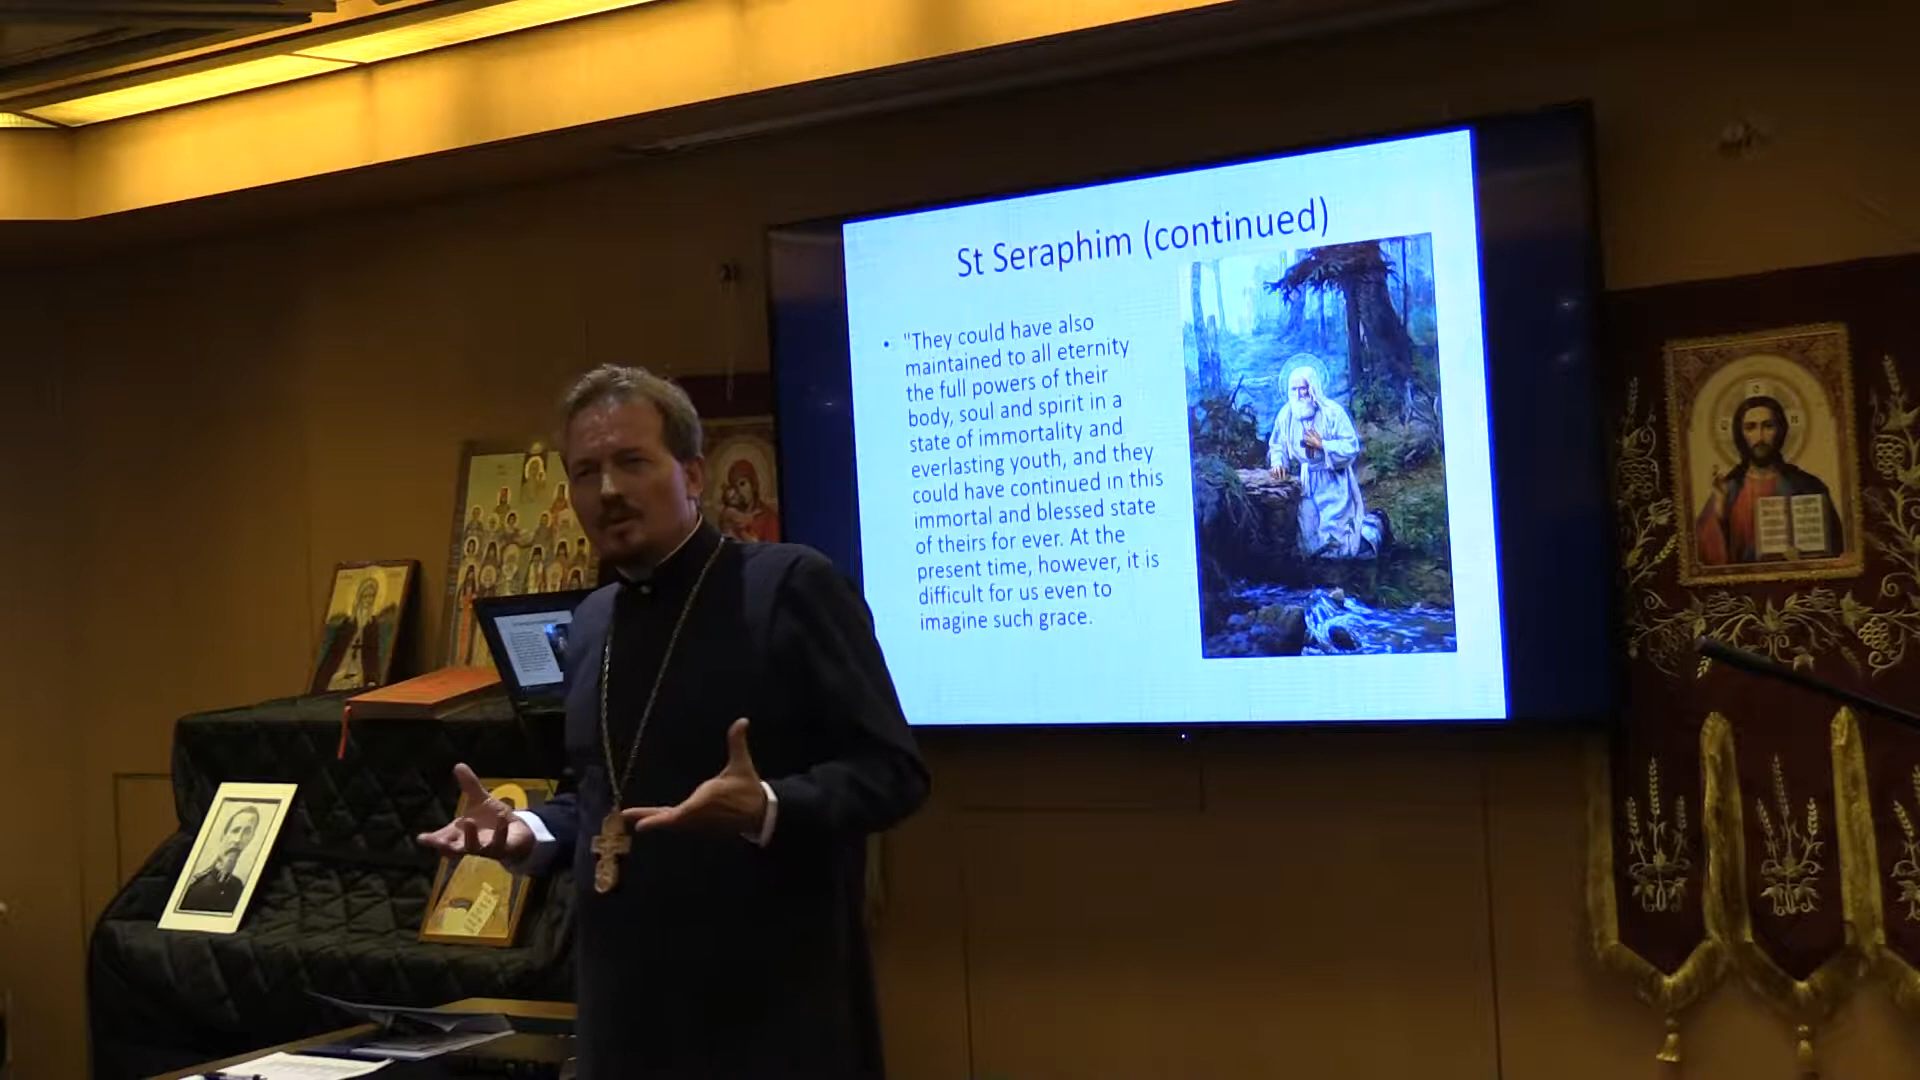 St Seraphim (continued)
• "They could have also
maintained to all eternity
the full powers of their
body, soul and spirit in a
state of immortality and
everlasting youth, and they
could have continued in this
immortal and blessed state
of theirs for ever. At the
present time, however, it is
difficult for us even to
imagine such grace.